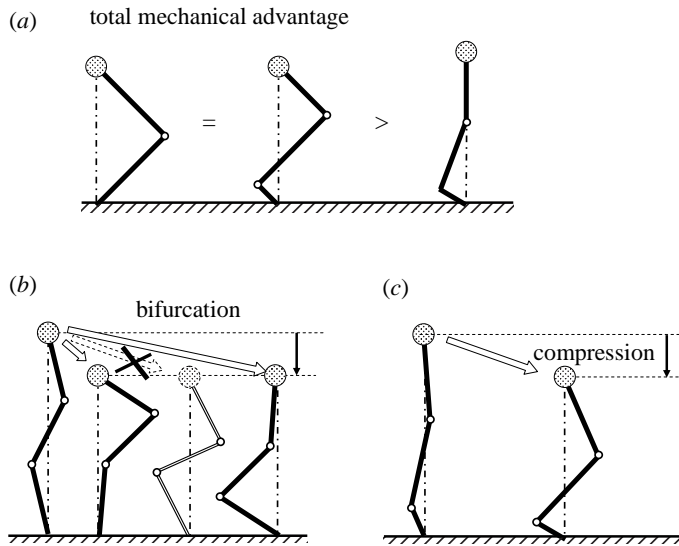 (a) total mechanical advantage
= >
(b) (c)
bifurcation
compression